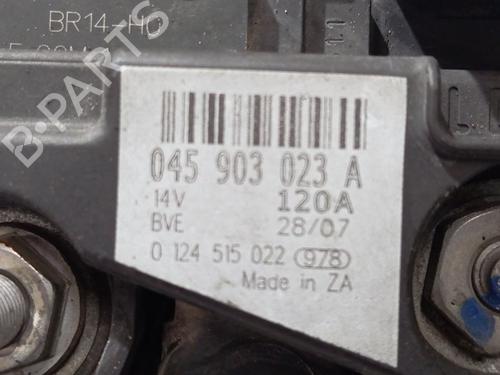 BR14-HO
B-PARTS
045 903 023 A
14V 120A
BVE 28/07
0 124 515 022 978
Made in ZA